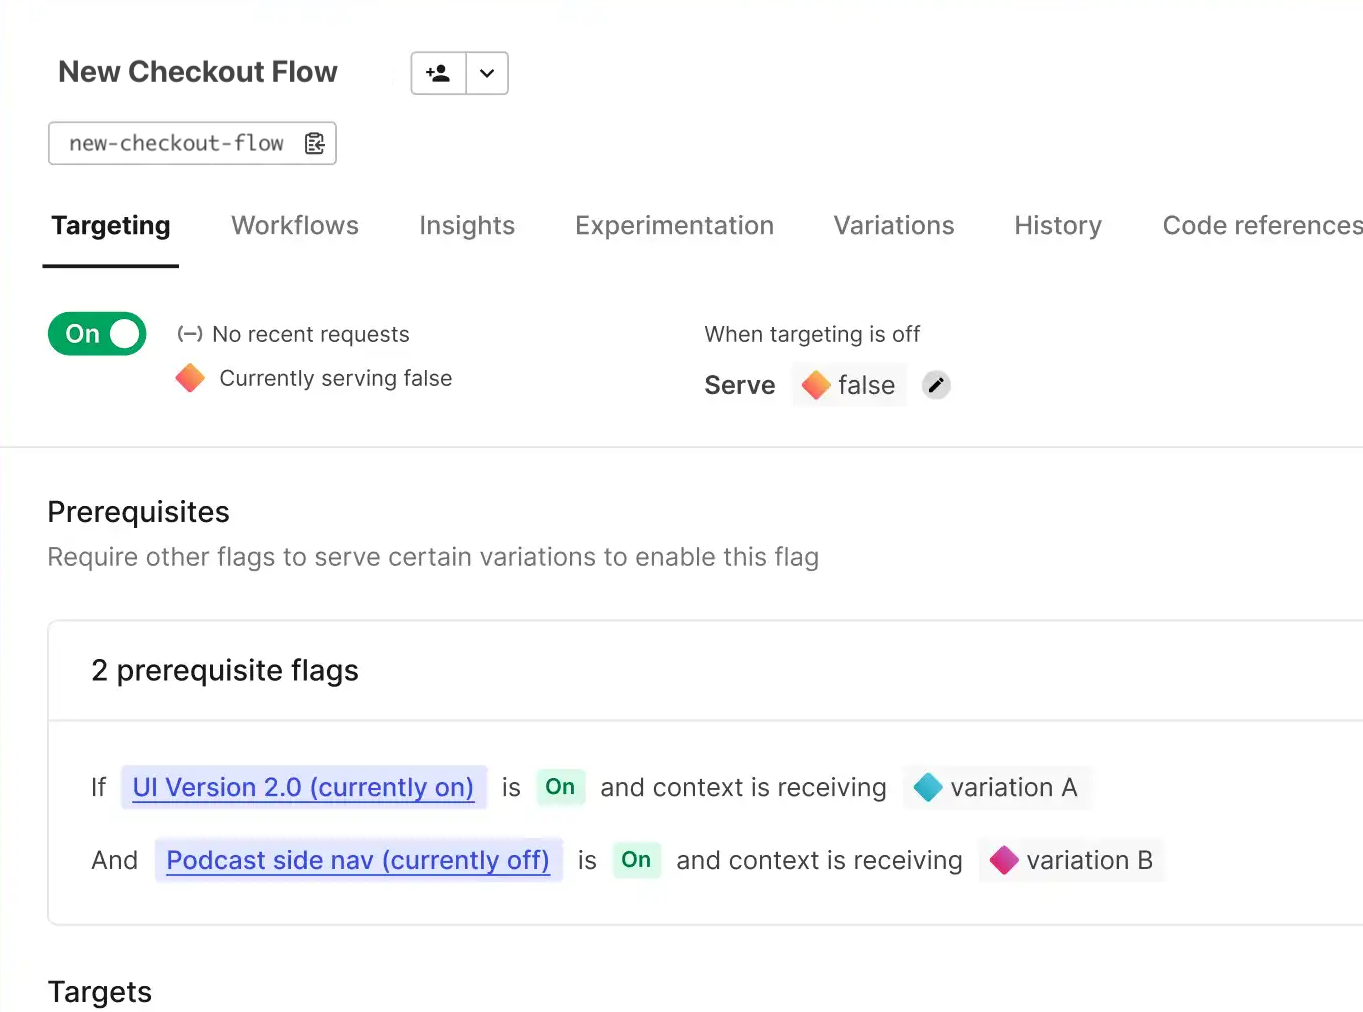 New Checkout Flow
new-checkout-flow
Targeting Workflows Insights Experimentation Variations History Code references
On (–) No recent requests
Currently serving false
When targeting is off
Serve false
Prerequisites
Require other flags to serve certain variations to enable this flag
2 prerequisite flags
If UI Version 2.0 (currently on) is On and context is receiving variation A
And Podcast side nav (currently off) is On and context is receiving variation B
Targets